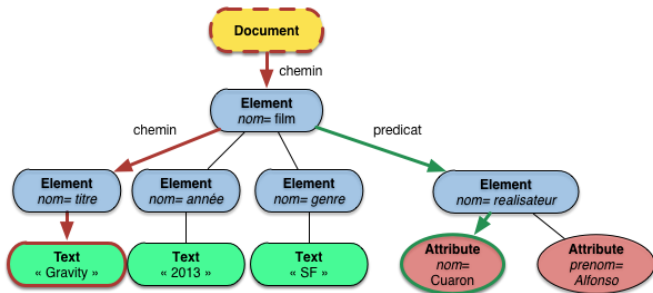 Document
chemin
Element
nom= film
chemin
predicat
Element
nom= titre
Element
nom= année
Element
nom= genre
Element
nom= realisateur
Text
« Gravity »
Text
« 2013 »
Text
« SF »
Attribute
nom=
Cuaron
Attribute
prenom=
Alfonso